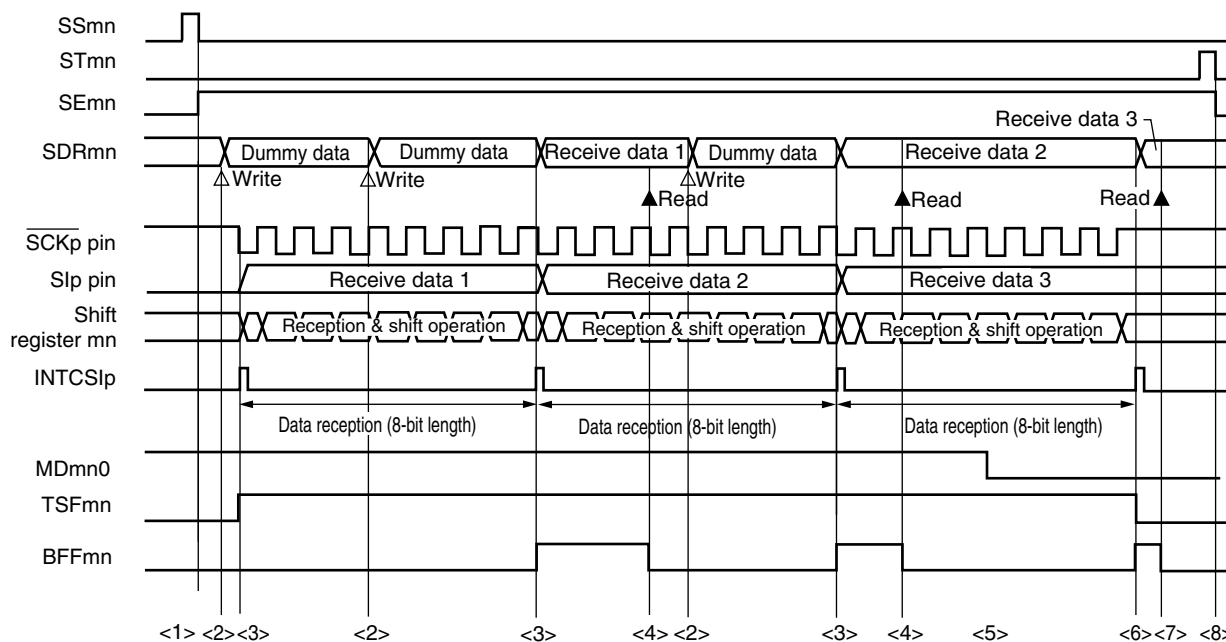 SSmn
STmn
SEmn
Receive data 3
SDRmn
Dummy data
Dummy data
Receive data 1
Dummy data
Receive data 2
Write
Write
Read
Write
Read
Read
SCKp pin
SIp pin
Receive data 1
Receive data 2
Receive data 3
Shift
register mn
Reception & shift operation
Reception & shift operation
Reception & shift operation
INTCSIp
Data reception (8-bit length)
Data reception (8-bit length)
Data reception (8-bit length)
MDmn0
TSFmn
BFFmn
<1> <2> <3> <2> <3> <4> <2> <3> <4> <5> <6> <7> <8>